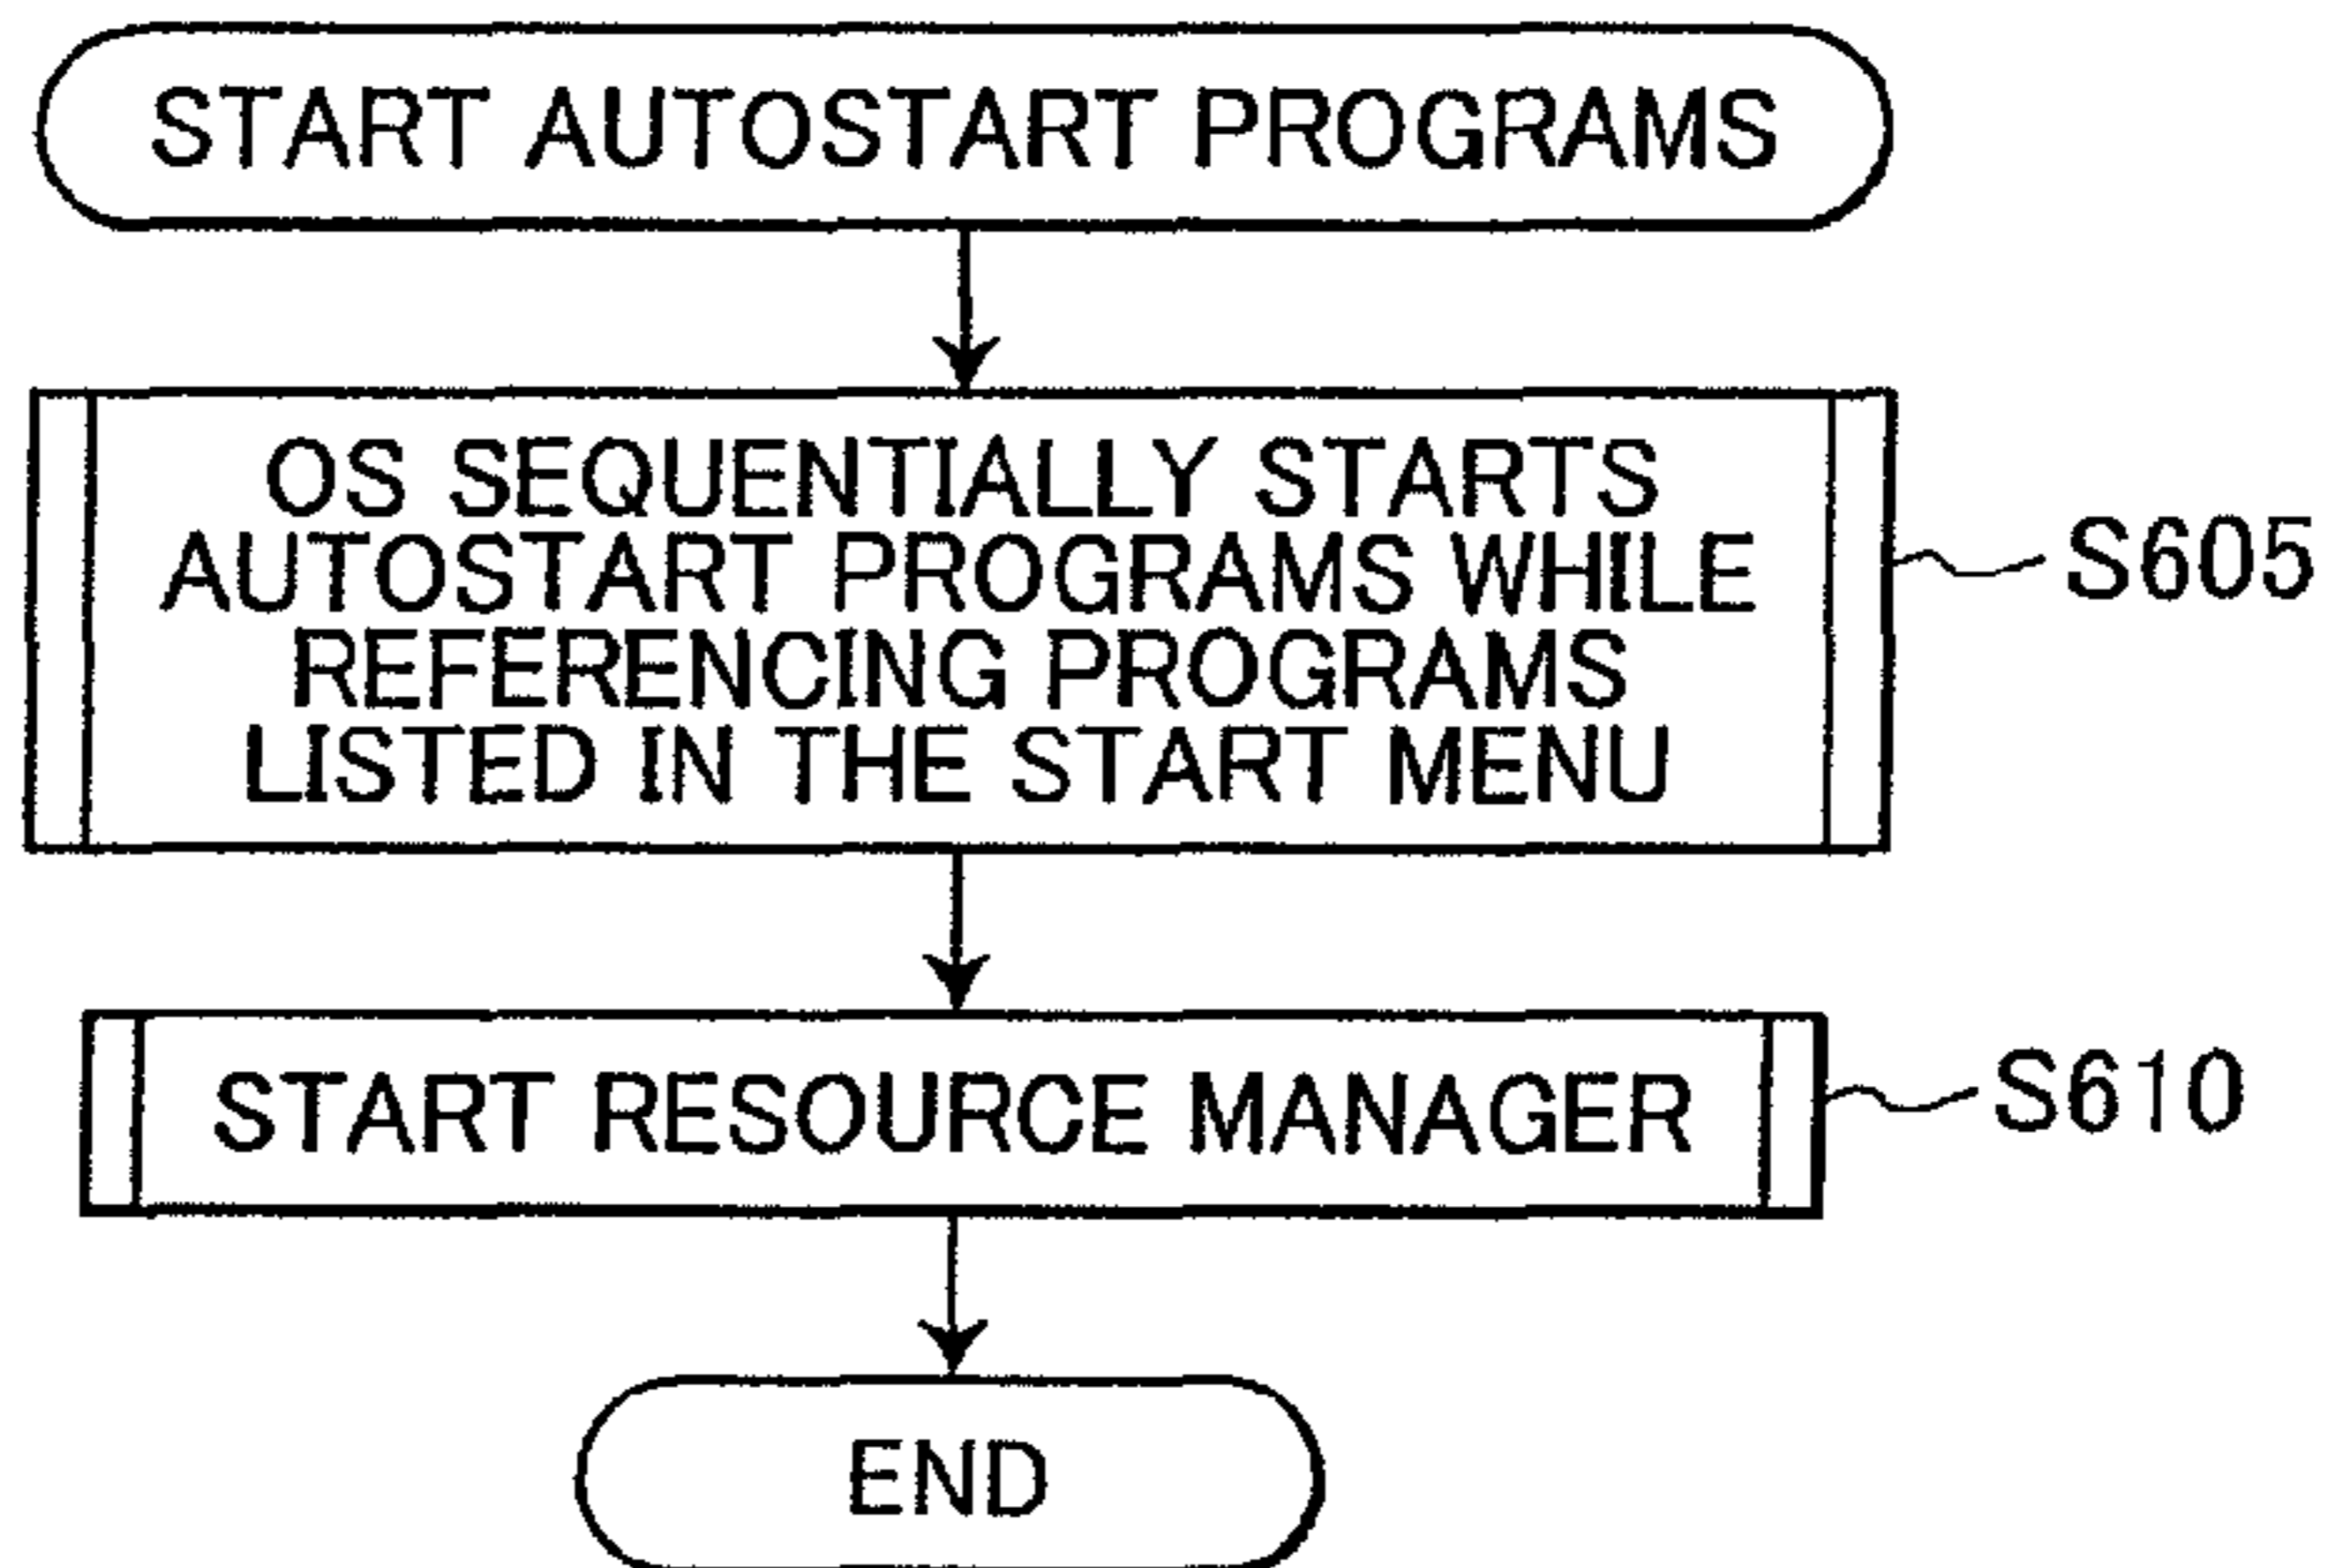 START AUTOSTART PROGRAMS
OS SEQUENTIALLY STARTS
AUTOSTART PROGRAMS WHILE
REFERENCING PROGRAMS
LISTED IN THE START MENU
S605
START RESOURCE MANAGER
S610
END